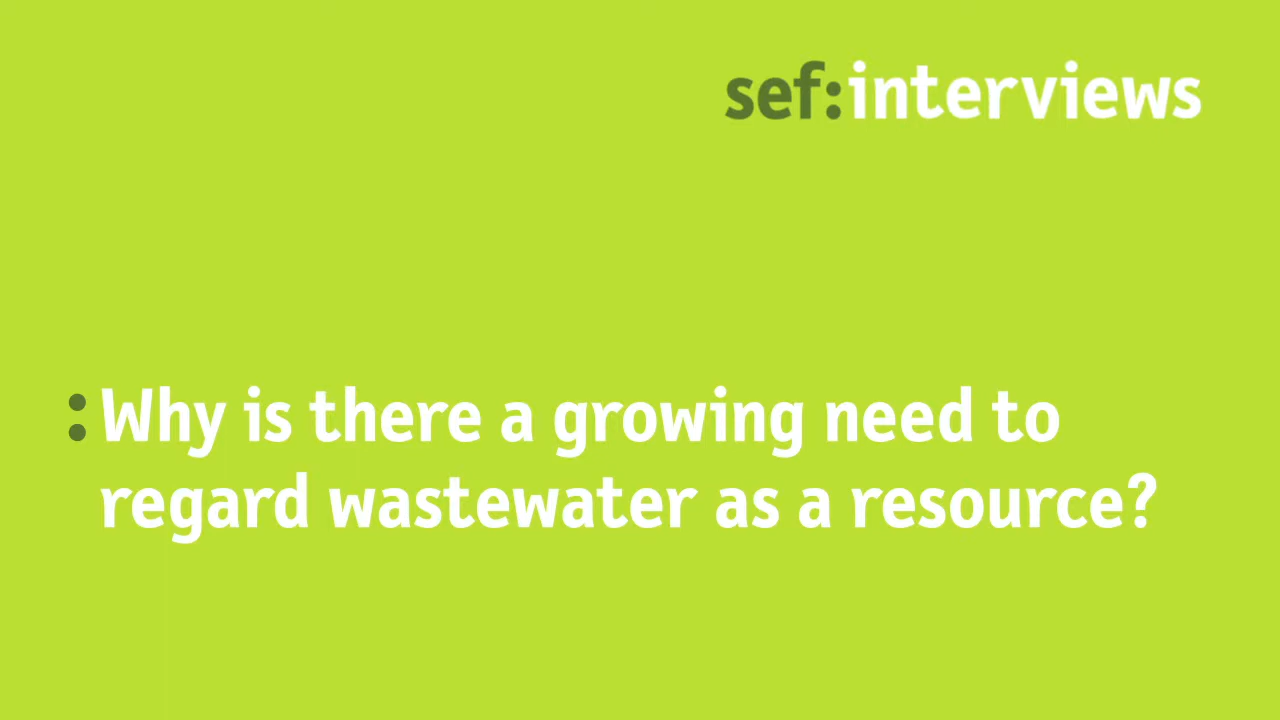 sef:interviews
:Why is there a growing need to
regard wastewater as a resource?